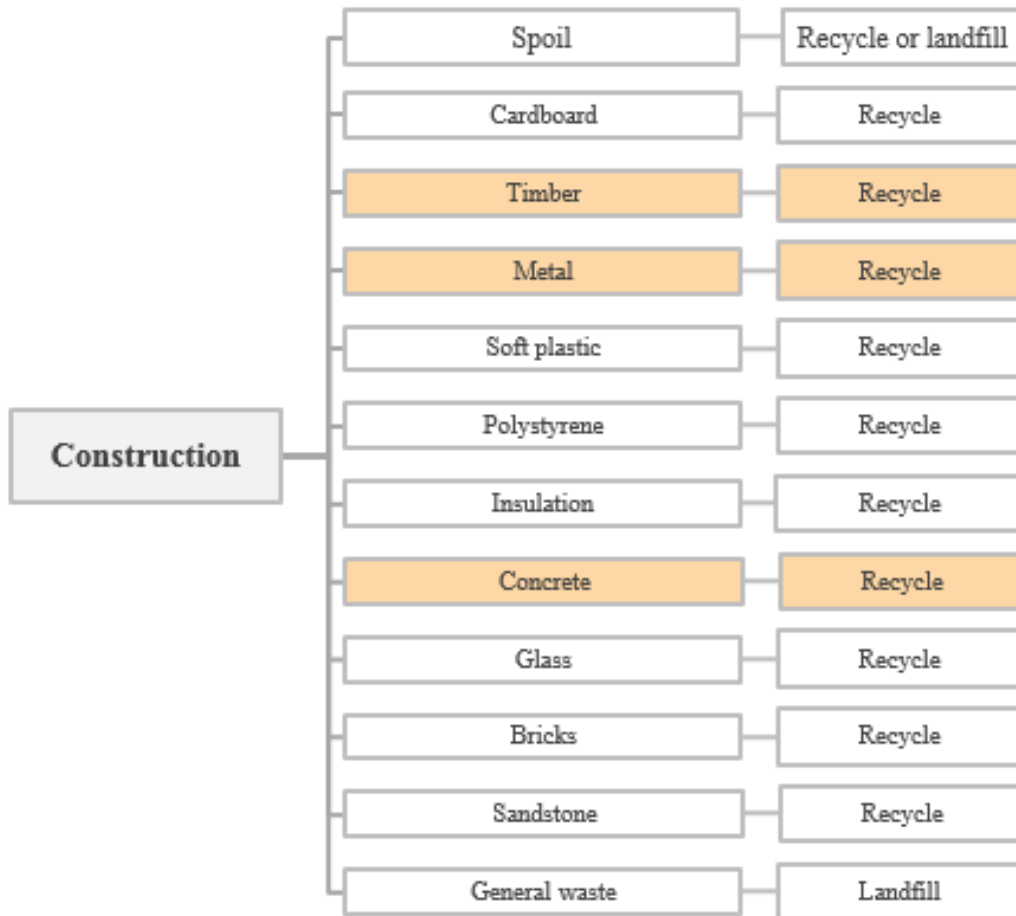 Construction
Spoil
Recycle or landfill
Cardboard
Recycle
Timber
Recycle
Metal
Recycle
Soft plastic
Recycle
Polystyrene
Recycle
Insulation
Recycle
Concrete
Recycle
Glass
Recycle
Bricks
Recycle
Sandstone
Recycle
General waste
Landfill